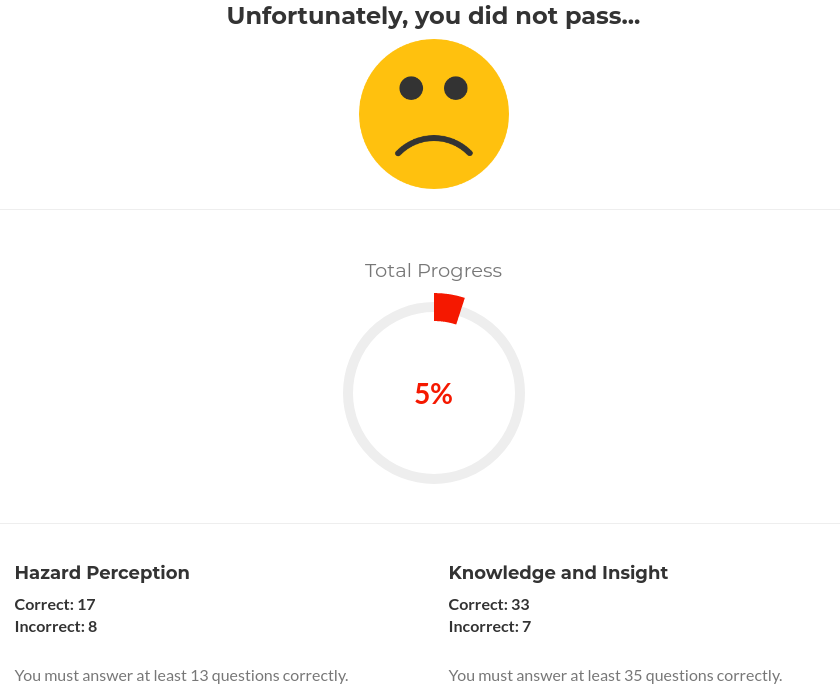 Unfortunately, you did not pass...
Total Progress
5%
Hazard Perception
Correct: 17
Incorrect: 8
You must answer at least 13 questions correctly.
Knowledge and Insight
Correct: 33
Incorrect: 7
You must answer at least 35 questions correctly.